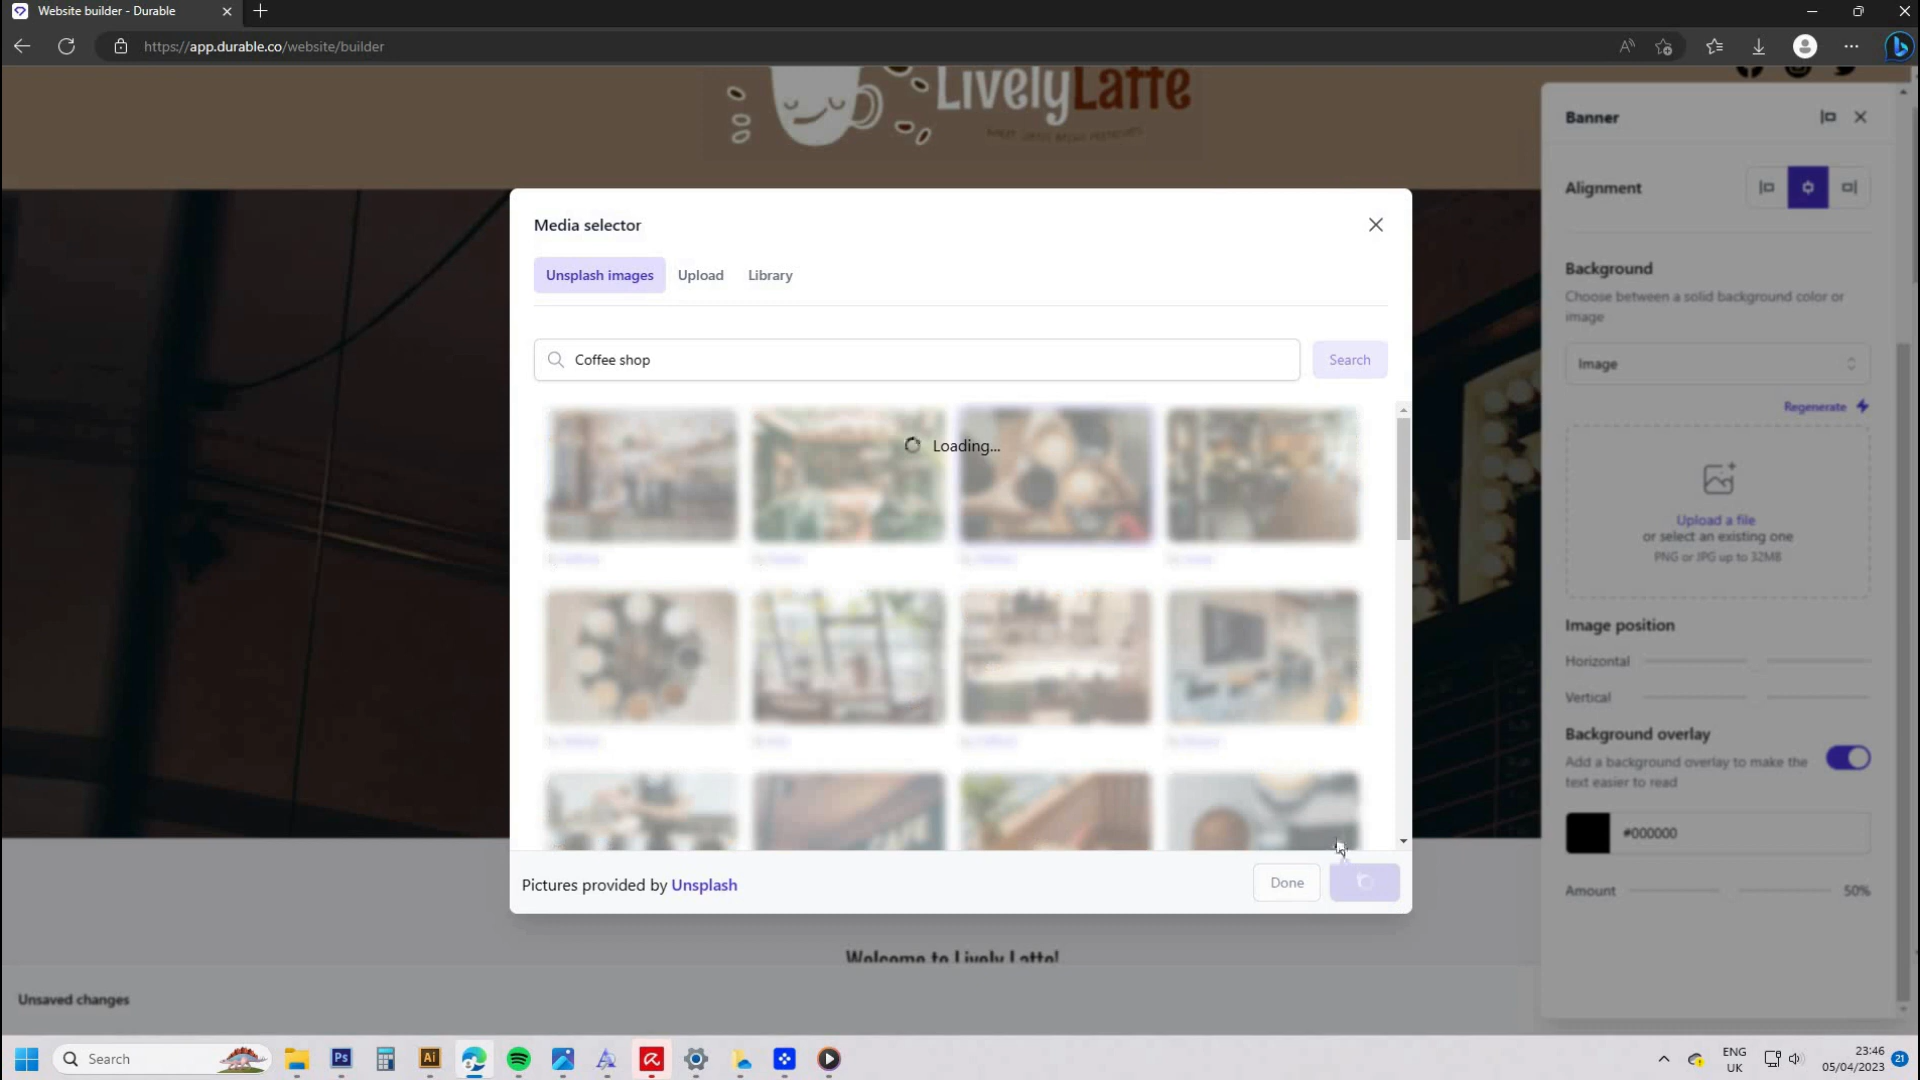 Website builder - Durable
https://app.durable.co/website/builder
LivelyLatte
Banner
Alignment
Background
Choose between a solid background color or
image
Image
Regenerate
Upload a file
or select an existing one
PNG or JPG up to 32MB
Image position
Horizontal
Vertical
Background overlay
Add a background overlay to make the
text easier to read
#000000
Amount
50%
Media selector
Unsplash images
Upload
Library
Coffee shop
Search
Loading...
Pictures provided by Unsplash
Done
Welcome to Lively Latte!
Unsaved changes
Search
Ps
Ai
ENG
UK
23:46
05/04/2023
21